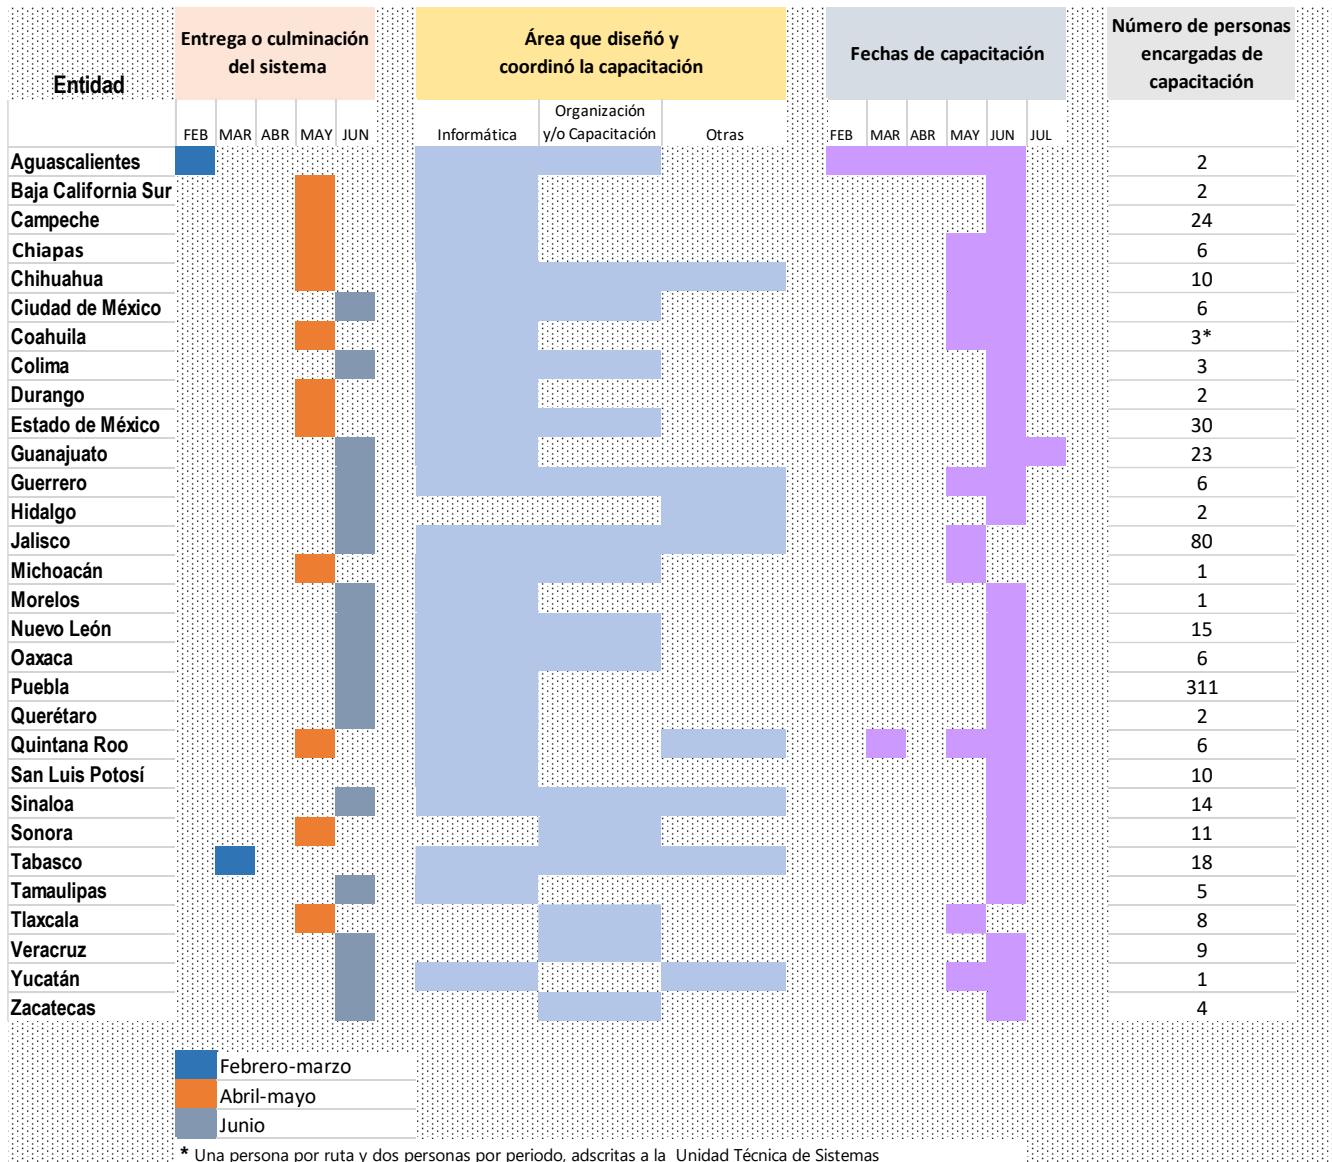 Entidad
Entrega o culminación
del sistema
Área que diseñó y
coordinó la capacitación
Fechas de capacitación
Número de personas
encargadas de
capacitación
FEB MAR ABR MAY JUN
Informática
Organización
y/o Capacitación
Otras
FEB MAR ABR MAY JUN JUL
Aguascalientes 2
Baja California Sur 2
Campeche 24
Chiapas 6
Chihuahua 10
Ciudad de México 6
Coahuila 3*
Colima 3
Durango 2
Estado de México 30
Guanajuato 23
Guerrero 6
Hidalgo 2
Jalisco 80
Michoacán 1
Morelos 1
Nuevo León 15
Oaxaca 6
Puebla 311
Querétaro 2
Quintana Roo 6
San Luis Potosí 10
Sinaloa 14
Sonora 11
Tabasco 18
Tamaulipas 5
Tlaxcala 8
Veracruz 9
Yucatán 1
Zacatecas 4
Febrero-marzo
Abril-mayo
Junio
* Una persona por ruta y dos personas por periodo, adscritas a la Unidad Técnica de Sistemas